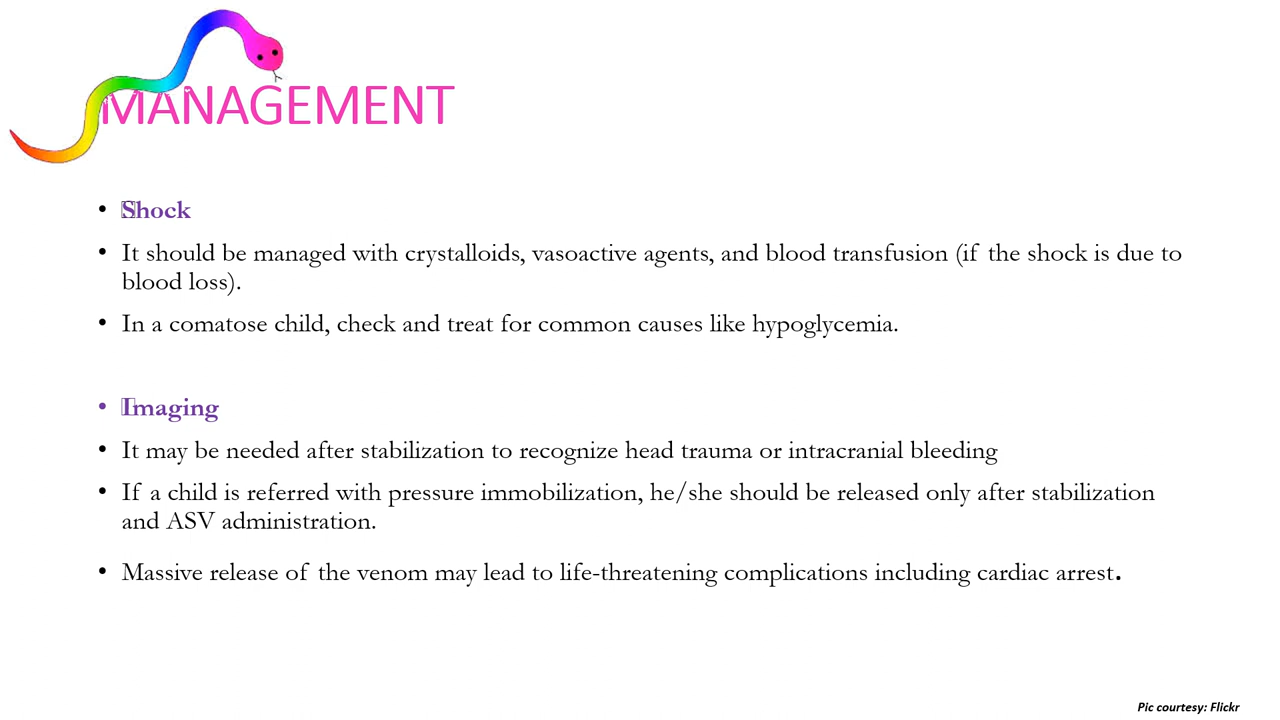 MANAGEMENT
• Shock
• It should be managed with crystalloids, vasoactive agents, and blood transfusion (if the shock is due to
blood loss).
• In a comatose child, check and treat for common causes like hypoglycemia.
• Imaging
• It may be needed after stabilization to recognize head trauma or intracranial bleeding
• If a child is referred with pressure immobilization, he/she should be released only after stabilization
and ASV administration.
• Massive release of the venom may lead to life-threatening complications including cardiac arrest.
Pic courtesy: Flickr